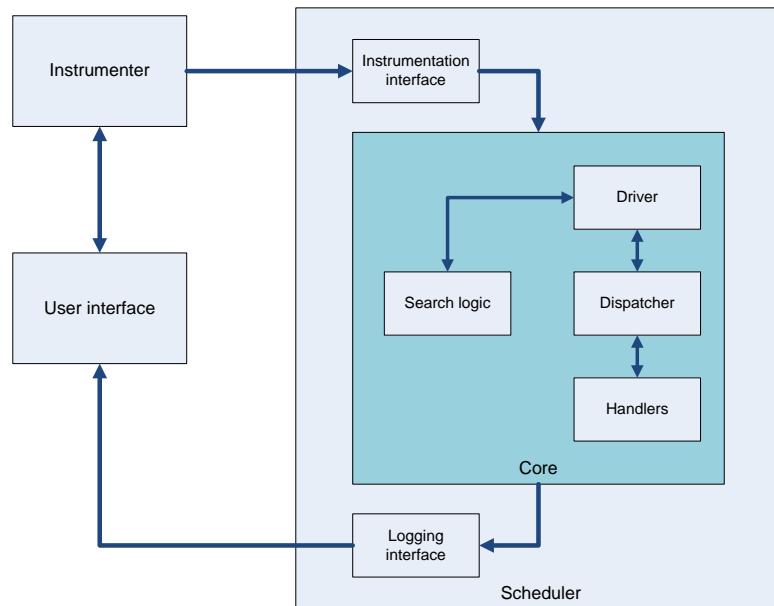 Instrumenter
Instrumentation
interface
Driver
User interface
Search logic
Dispatcher
Handlers
Core
Logging
interface
Scheduler